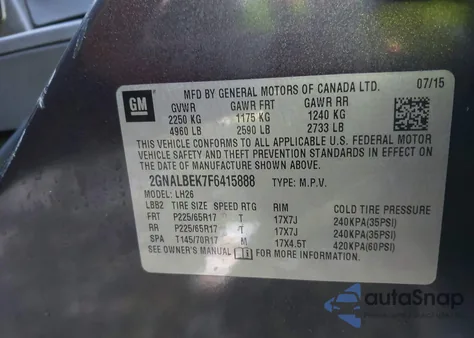 GM
MFD BY GENERAL MOTORS OF CANADA LTD. 07/15
GVWR GAWR FRT GAWR RR
2250 KG 1175 KG 1240 KG
4960 LB 2590 LB 2733 LB
THIS VEHICLE CONFORMS TO ALL APPLICABLE U.S. FEDERAL MOTOR
VEHICLE SAFETY, BUMPER, AND THEFT PREVENTION STANDARDS IN EFFECT ON THE
DATE OF MANUFACTURE SHOWN ABOVE.
2GNALBEK7F6415888 TYPE: M.P.V.
MODEL: LH26
LBB2 TIRE SIZE SPEED RTG RIM COLD TIRE PRESSURE
FRT P225/65R17 T 17X7J 240KPA(35PSI)
RR P225/65R17 T 17X7J 240KPA(35PSI)
SPA T145/70R17 M 17X4.5T 420KPA(60PSI)
SEE OWNER'S MANUAL FOR MORE INFORMATION.
autoSnap